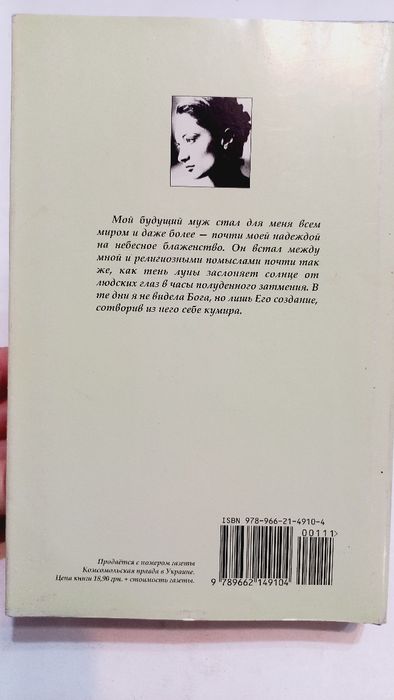 Мой будущий муж стал для меня всем
миром и даже более — почти моей надеждой
на небесное блаженство. Он встал между
мной и религиозными помыслами почти так
же, как тень луны заслоняет солнце от
людских глаз в часы полуденного затмения. В
те дни я не видела Бога, но лишь Его создание,
сотворив из него себе кумира.
ISBN 978-966-21-4910-4
00111>
9 789662 149104
Продаётся с номером газеты
Комсомольская правда в Украине.
Цена книги 18,90 грн. + стоимость газеты.